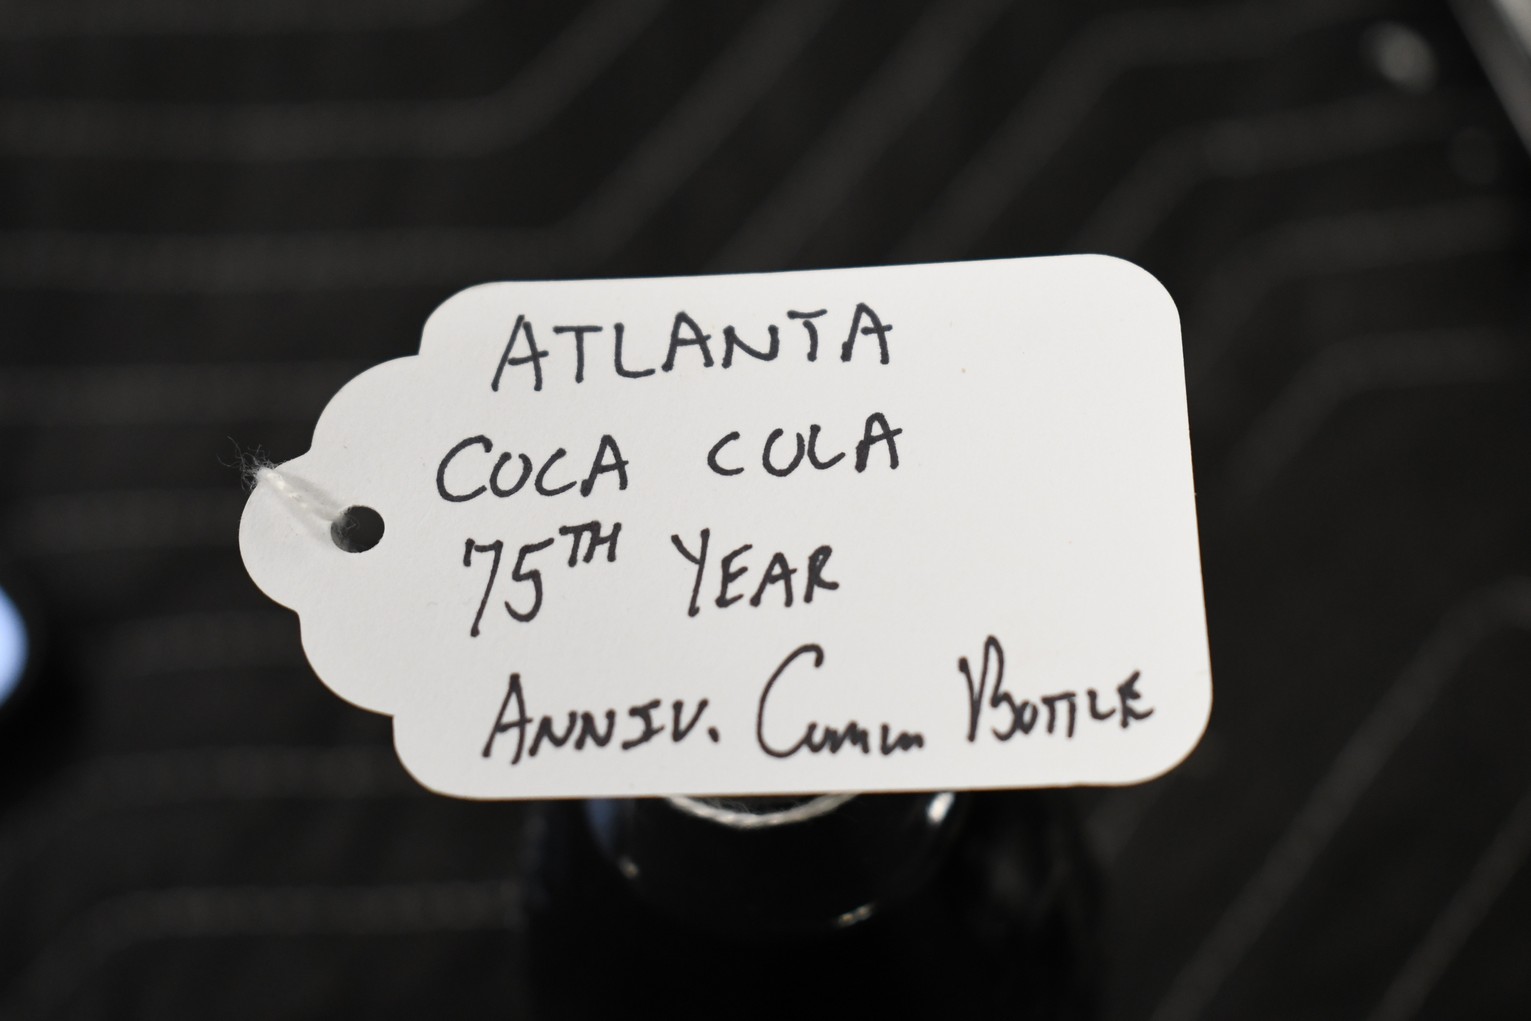 ATLANTA
COCA COLA
75TH YEAR
ANNIV. Comm BOTTLE